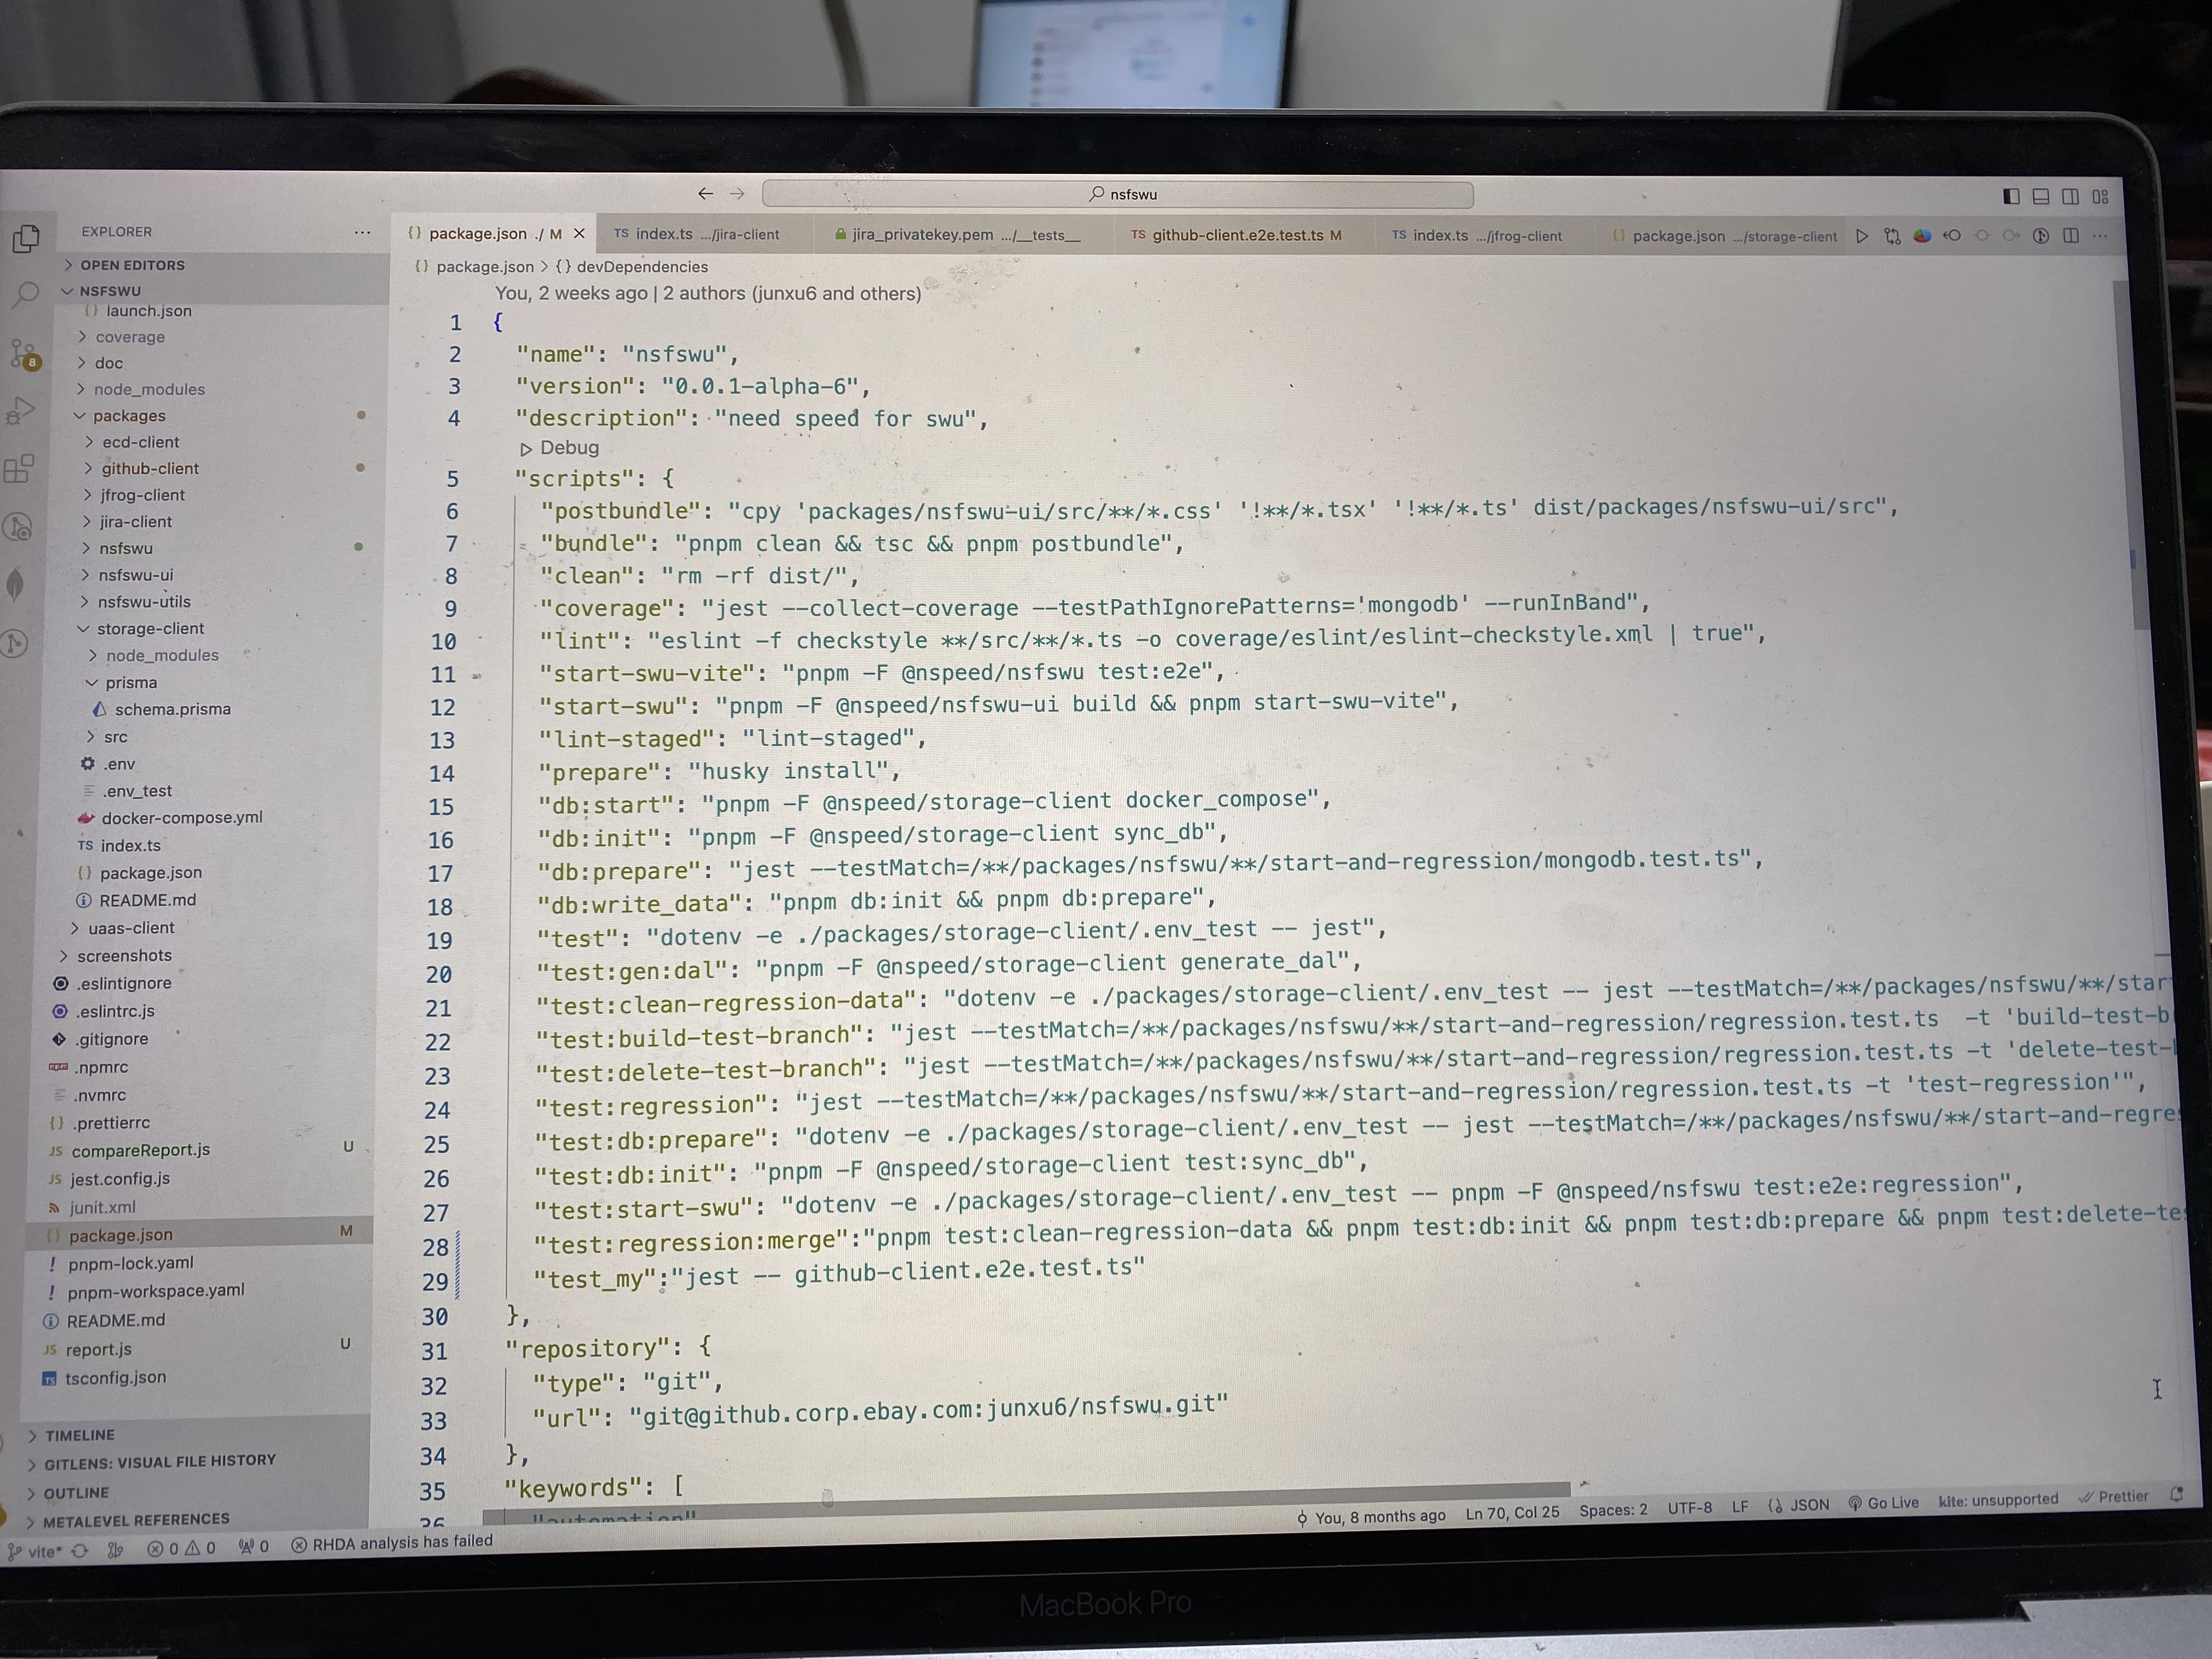 nsfswu
EXPLORER
OPEN EDITORS
NSFSWU
launch.json
coverage
doc
node_modules
packages
ecd-client
github-client
jfrog-client
jira-client
nsfswu
nsfswu-ui
nsfswu-utils
storage-client
node_modules
prisma
schema.prisma
src
.env
.env_test
docker-compose.yml
TS index.ts
{} package.json
README.md
uaas-client
screenshots
.eslintignore
.eslintrc.js
.gitignore
.npmrc
.nvmrc
{} .prettierrc
JS compareReport.js U
JS jest.config.js
junit.xml
{} package.json M
! pnpm-lock.yaml
! pnpm-workspace.yaml
README.md
JS report.js U
TS tsconfig.json
TIMELINE
GITLENS: VISUAL FILE HISTORY
OUTLINE
METALEVEL REFERENCES
{} package.json ./ M
TS index.ts .../jira-client
jira_privatekey.pem .../__tests__
TS github-client.e2e.test.ts M
TS index.ts .../jfrog-client
{} package.json .../storage-client
{} package.json > {} devDependencies
You, 2 weeks ago | 2 authors (junxu6 and others)
1 {
2 "name": "nsfswu",
3 "version": "0.0.1-alpha-6",
4 "description": "need speed for swu",
Debug
5 "scripts": {
6 "postbundle": "cpy 'packages/nsfswu-ui/src/**/*.css' '!**/*.tsx' '!**/*.ts' dist/packages/nsfswu-ui/src",
7 "bundle": "pnpm clean && tsc && pnpm postbundle",
8 "clean": "rm -rf dist/",
9 "coverage": "jest --collect-coverage --testPathIgnorePatterns='mongodb' --runInBand",
10 "lint": "eslint -f checkstyle **/src/**/*.ts -o coverage/eslint/eslint-checkstyle.xml | true",
11 "start-swu-vite": "pnpm -F @nspeed/nsfswu test:e2e",
12 "start-swu": "pnpm -F @nspeed/nsfswu-ui build && pnpm start-swu-vite",
13 "lint-staged": "lint-staged",
14 "prepare": "husky install",
15 "db:start": "pnpm -F @nspeed/storage-client docker_compose",
16 "db:init": "pnpm -F @nspeed/storage-client sync_db",
17 "db:prepare": "jest --testMatch=/**/packages/nsfswu/**/start-and-regression/mongodb.test.ts",
18 "db:write_data": "pnpm db:init && pnpm db:prepare",
19 "test": "dotenv -e ./packages/storage-client/.env_test -- jest",
20 "test:gen:dal": "pnpm -F @nspeed/storage-client generate_dal",
21 "test:clean-regression-data": "dotenv -e ./packages/storage-client/.env_test -- jest --testMatch=/**/packages/nsfswu/**/star
22 "test:build-test-branch": "jest --testMatch=/**/packages/nsfswu/**/start-and-regression/regression.test.ts  -t 'build-test-b
23 "test:delete-test-branch": "jest --testMatch=/**/packages/nsfswu/**/start-and-regression/regression.test.ts -t 'delete-test-
24 "test:regression": "jest --testMatch=/**/packages/nsfswu/**/start-and-regression/regression.test.ts -t 'test-regression'",
25 "test:db:prepare": "dotenv -e ./packages/storage-client/.env_test -- jest --testMatch=/**/packages/nsfswu/**/start-and-regre
26 "test:db:init": "pnpm -F @nspeed/storage-client test:sync_db",
27 "test:start-swu": "dotenv -e ./packages/storage-client/.env_test -- pnpm -F @nspeed/nsfswu test:e2e:regression",
28 "test:regression:merge":"pnpm test:clean-regression-data && pnpm test:db:init && pnpm test:db:prepare && pnpm test:delete-te
29 "test_my":"jest -- github-client.e2e.test.ts"
30 },
31 "repository": {
32 "type": "git",
33 "url": "git@github.corp.ebay.com:junxu6/nsfswu.git"
34 },
35 "keywords": [
You, 8 months ago Ln 70, Col 25 Spaces: 2 UTF-8 LF JSON Go Live kite: unsupported Prettier
8
vite* 0 0 0 RHDA analysis has failed
MacBook Pro